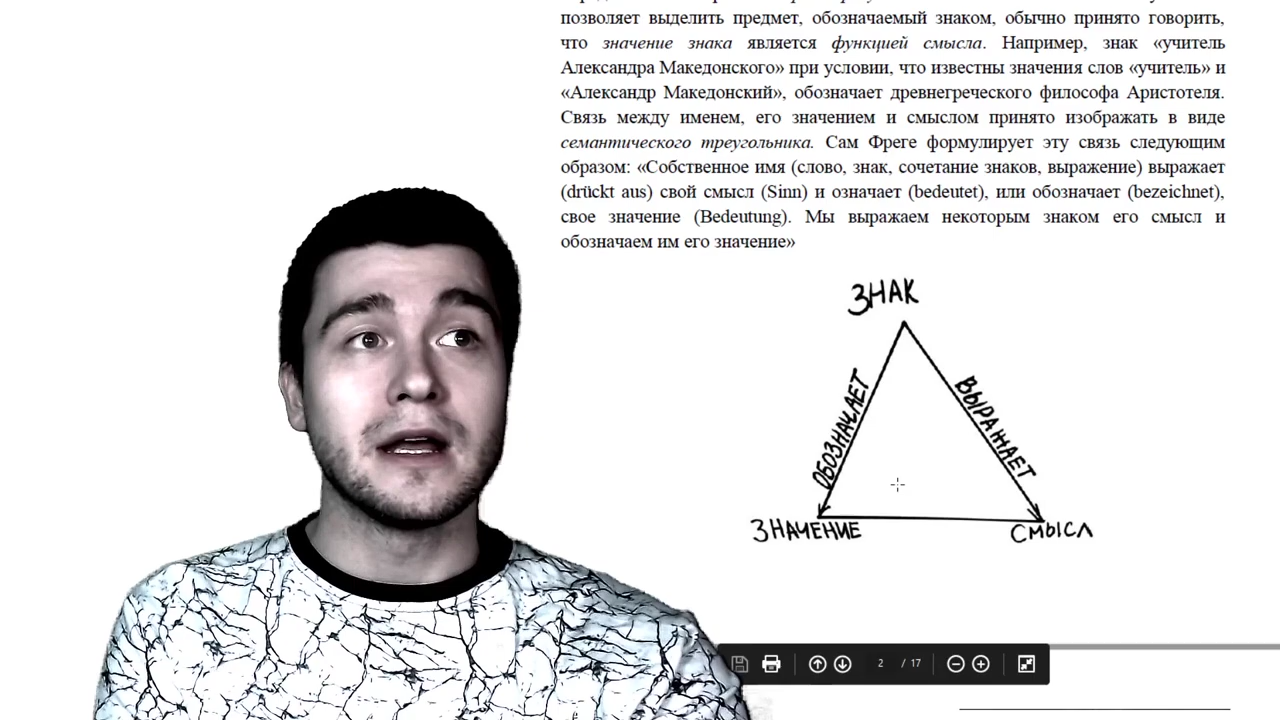 позволяет выделить предмет, обозначаемый знаком, обычно принято говорить,
что значение знака является функцией смысла. Например, знак «учитель
Александра Македонского» при условии, что известны значения слов «учитель» и
«Александр Македонский», обозначает древнегреческого философа Аристотеля.
Связь между именем, его значением и смыслом принято изображать в виде
семантического треугольника. Сам Фреге формулирует эту связь следующим
образом: «Собственное имя (слово, знак, сочетание знаков, выражение) выражает
(drückt aus) свой смысл (Sinn) и означает (bedeutet), или обозначает (bezeichnet),
свое значение (Bedeutung). Мы выражаем некоторым знаком его смысл и
обозначаем им его значение»
ЗНАК
ОБОЗНАЧАЕТ
ВЫРАЖАЕТ
ЗНАЧЕНИЕ
СМЫСЛ
2 / 17